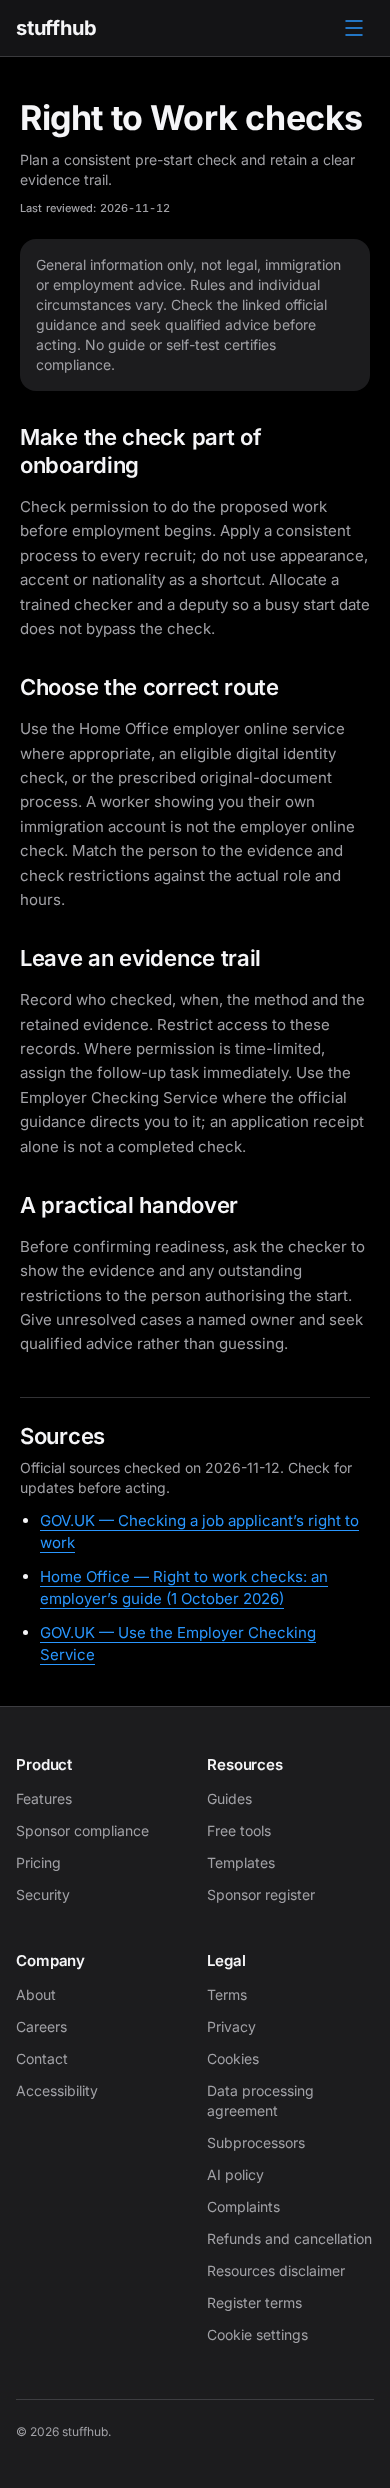 stuffhub
Right to Work checks
Plan a consistent pre-start check and retain a clear
evidence trail.
Last reviewed: 2026-11-12
General information only, not legal, immigration
or employment advice. Rules and individual
circumstances vary. Check the linked official
guidance and seek qualified advice before
acting. No guide or self-test certifies
compliance.
Make the check part of
onboarding
Check permission to do the proposed work
before employment begins. Apply a consistent
process to every recruit; do not use appearance,
accent or nationality as a shortcut. Allocate a
trained checker and a deputy so a busy start date
does not bypass the check.
Choose the correct route
Use the Home Office employer online service
where appropriate, an eligible digital identity
check, or the prescribed original-document
process. A worker showing you their own
immigration account is not the employer online
check. Match the person to the evidence and
check restrictions against the actual role and
hours.
Leave an evidence trail
Record who checked, when, the method and the
retained evidence. Restrict access to these
records. Where permission is time-limited,
assign the follow-up task immediately. Use the
Employer Checking Service where the official
guidance directs you to it; an application receipt
alone is not a completed check.
A practical handover
Before confirming readiness, ask the checker to
show the evidence and any outstanding
restrictions to the person authorising the start.
Give unresolved cases a named owner and seek
qualified advice rather than guessing.
Sources
Official sources checked on 2026-11-12. Check for
updates before acting.
GOV.UK — Checking a job applicant’s right to
work
Home Office — Right to work checks: an
employer’s guide (1 October 2026)
GOV.UK — Use the Employer Checking
Service
Product
Features
Sponsor compliance
Pricing
Security
Resources
Guides
Free tools
Templates
Sponsor register
Company
About
Careers
Contact
Accessibility
Legal
Terms
Privacy
Cookies
Data processing
agreement
Subprocessors
AI policy
Complaints
Refunds and cancellation
Resources disclaimer
Register terms
Cookie settings
© 2026 stuffhub.